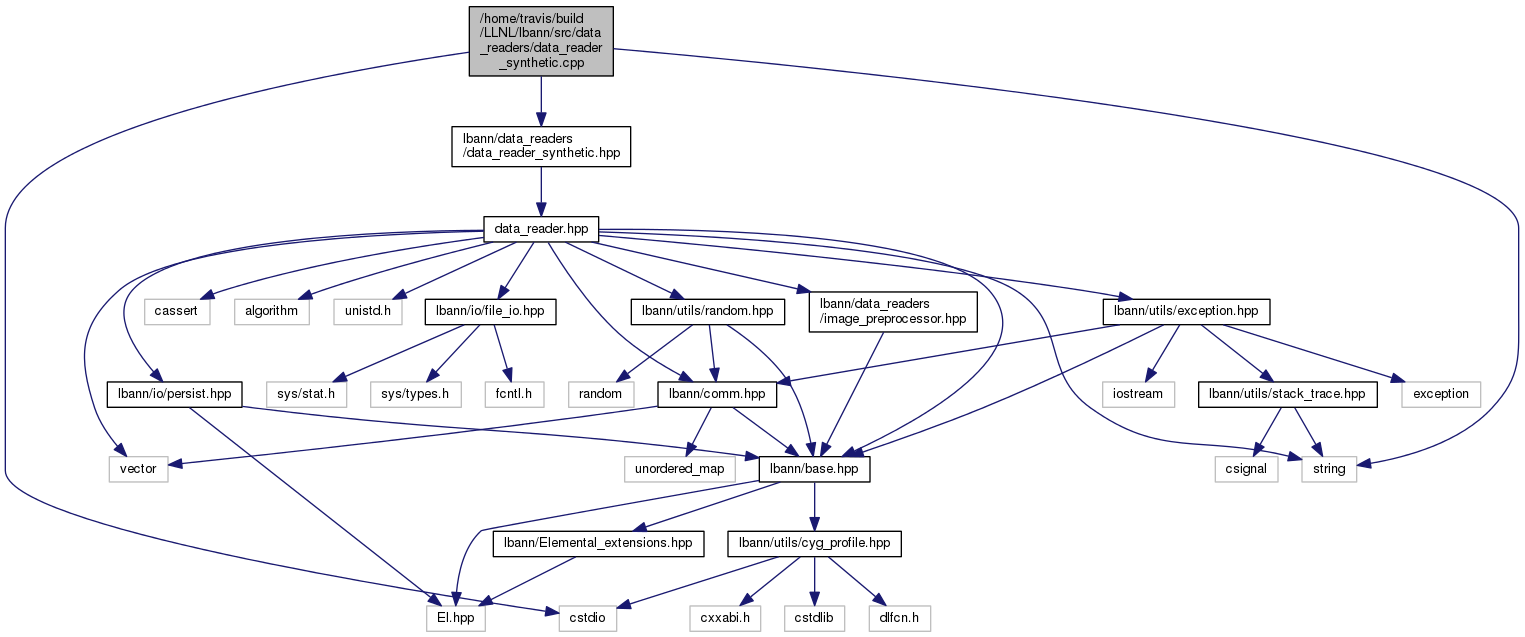 /home/travis/build
/LLNL/lbann/src/data
_readers/data_reader
_synthetic.cpp
lbann/data_readers
/data_reader_synthetic.hpp
data_reader.hpp
cassert
algorithm
unistd.h
lbann/io/file_io.hpp
lbann/utils/random.hpp
lbann/data_readers
/image_preprocessor.hpp
lbann/utils/exception.hpp
lbann/io/persist.hpp
sys/stat.h
sys/types.h
fcntl.h
random
lbann/comm.hpp
iostream
lbann/utils/stack_trace.hpp
exception
vector
unordered_map
lbann/base.hpp
csignal
string
lbann/Elemental_extensions.hpp
lbann/utils/cyg_profile.hpp
El.hpp
cstdio
cxxabi.h
cstdlib
dlfcn.h